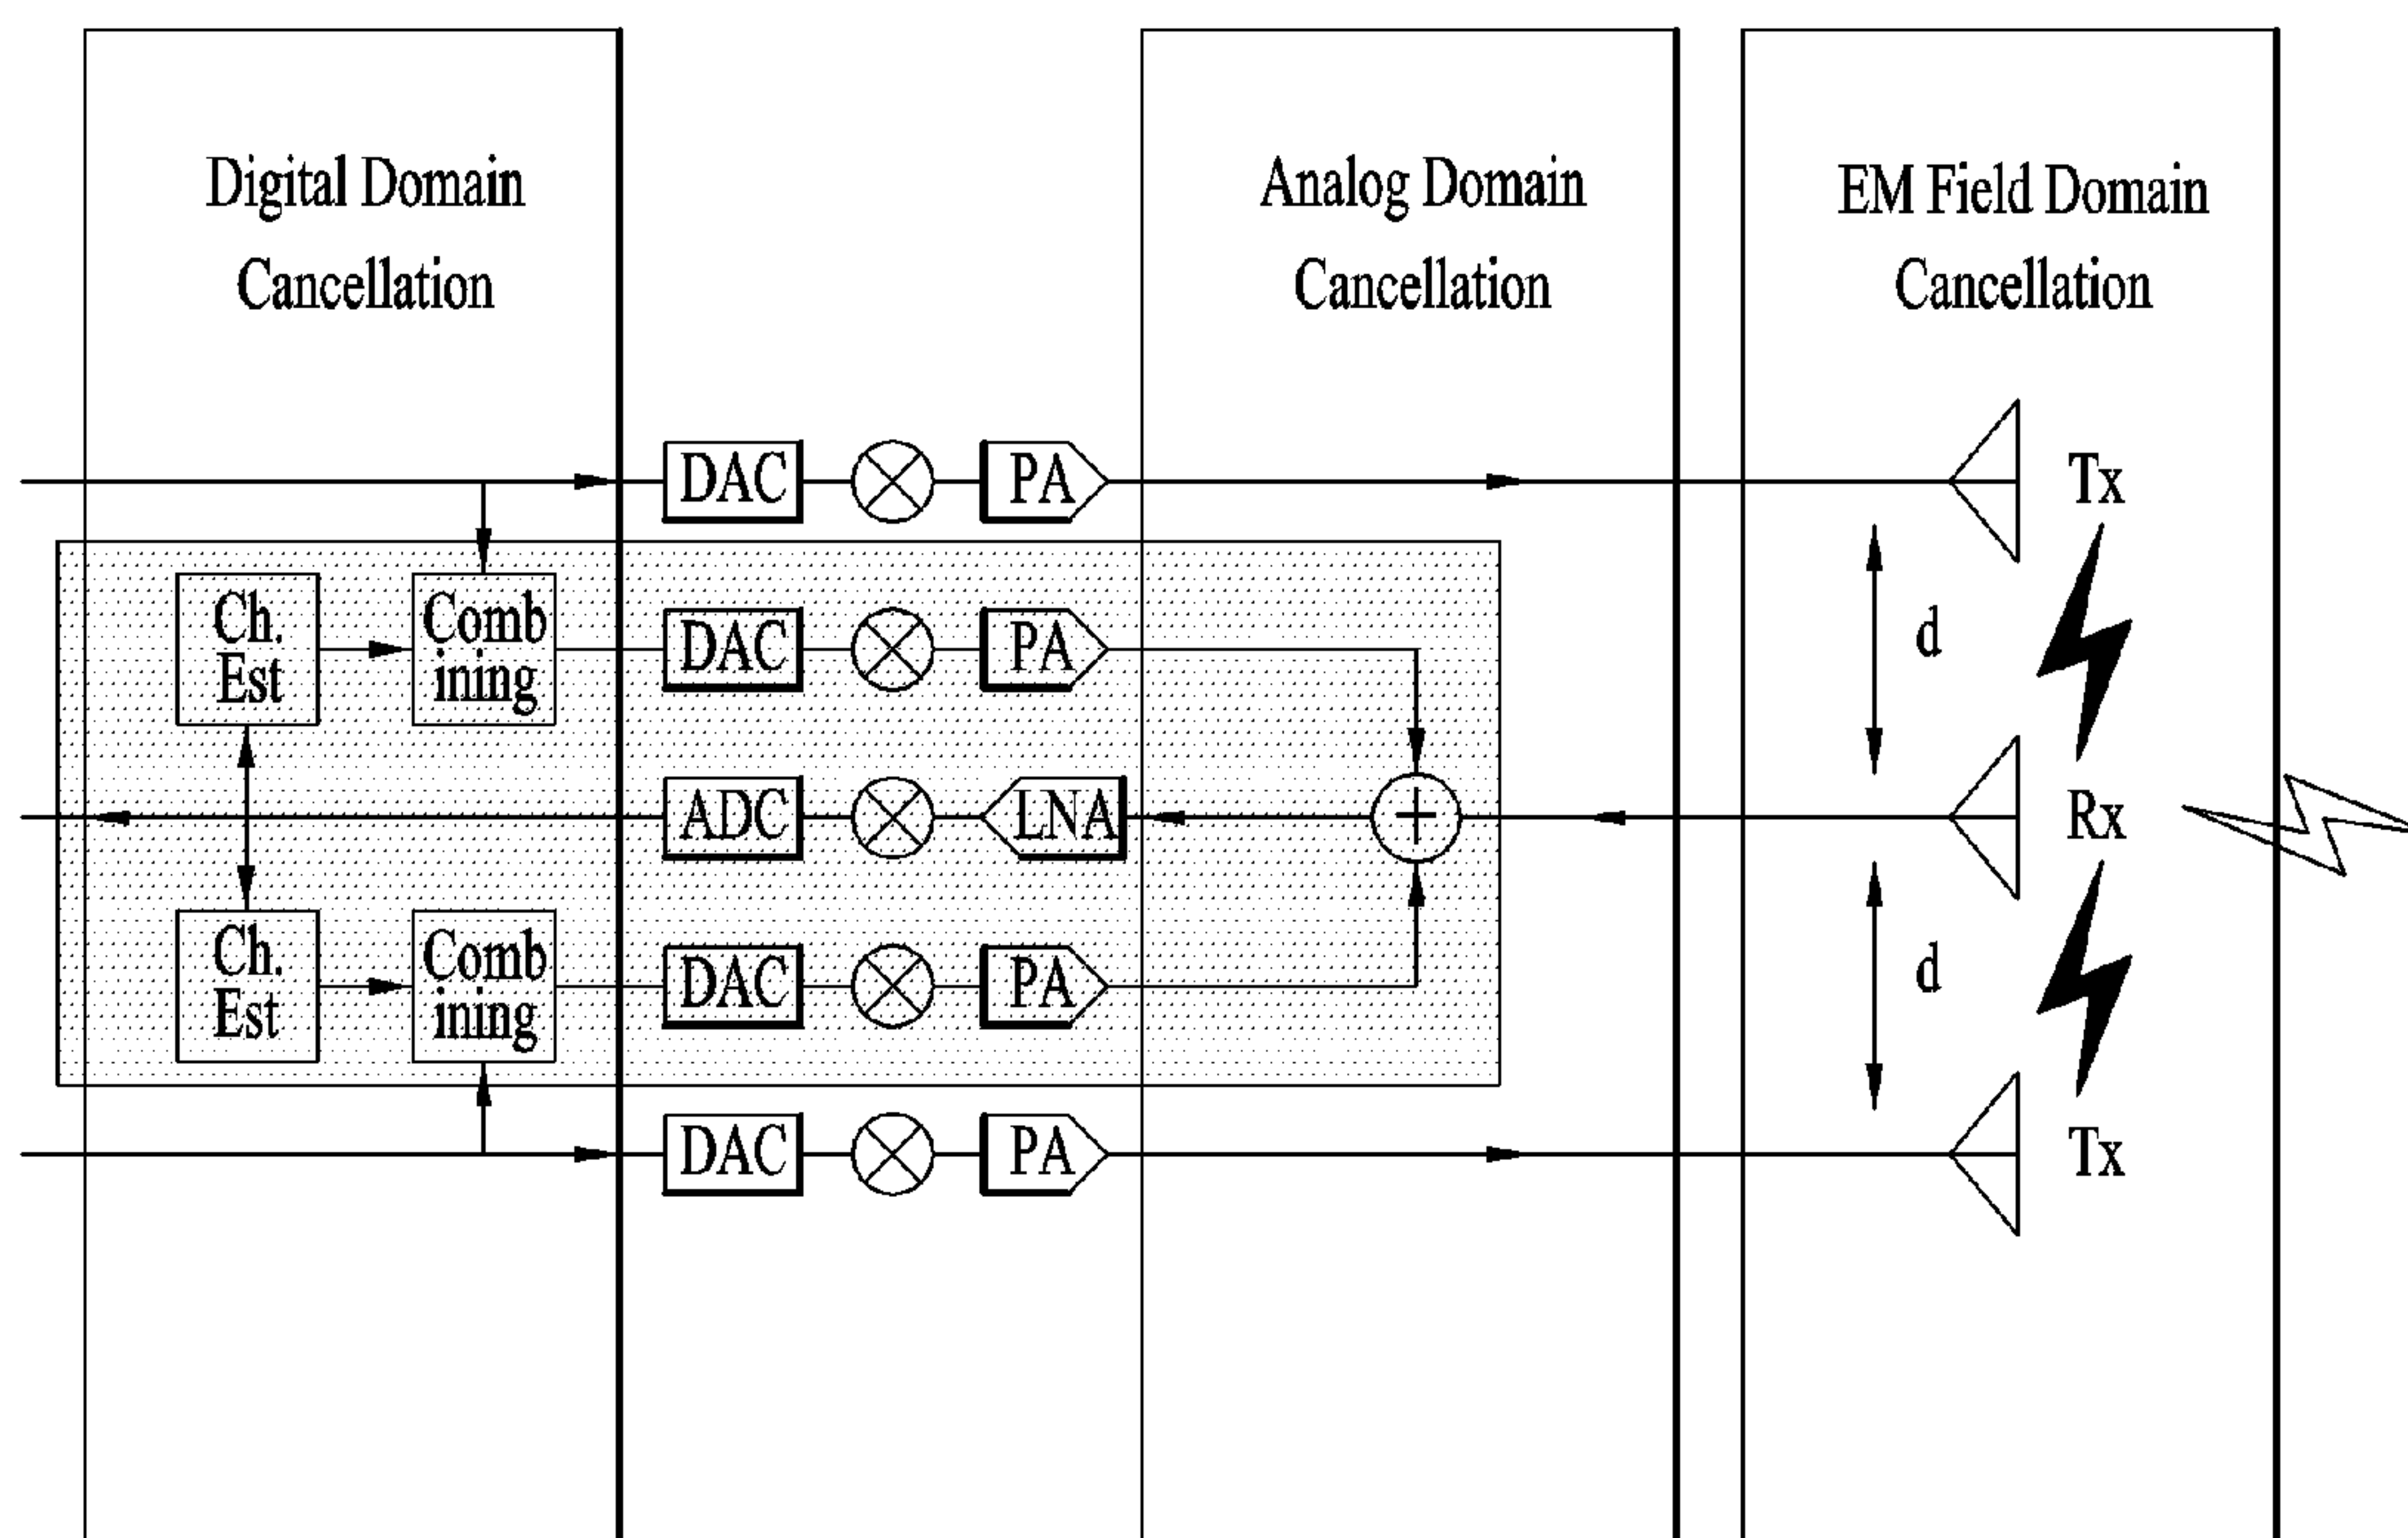 Digital Domain
Cancellation
Analog Domain
Cancellation
EM Field Domain
Cancellation
DAC
PA
Tx
Ch.
Est
Comb
ining
DAC
PA
d
ADC
LNA
Rx
Ch.
Est
Comb
ining
DAC
PA
d
DAC
PA
Tx